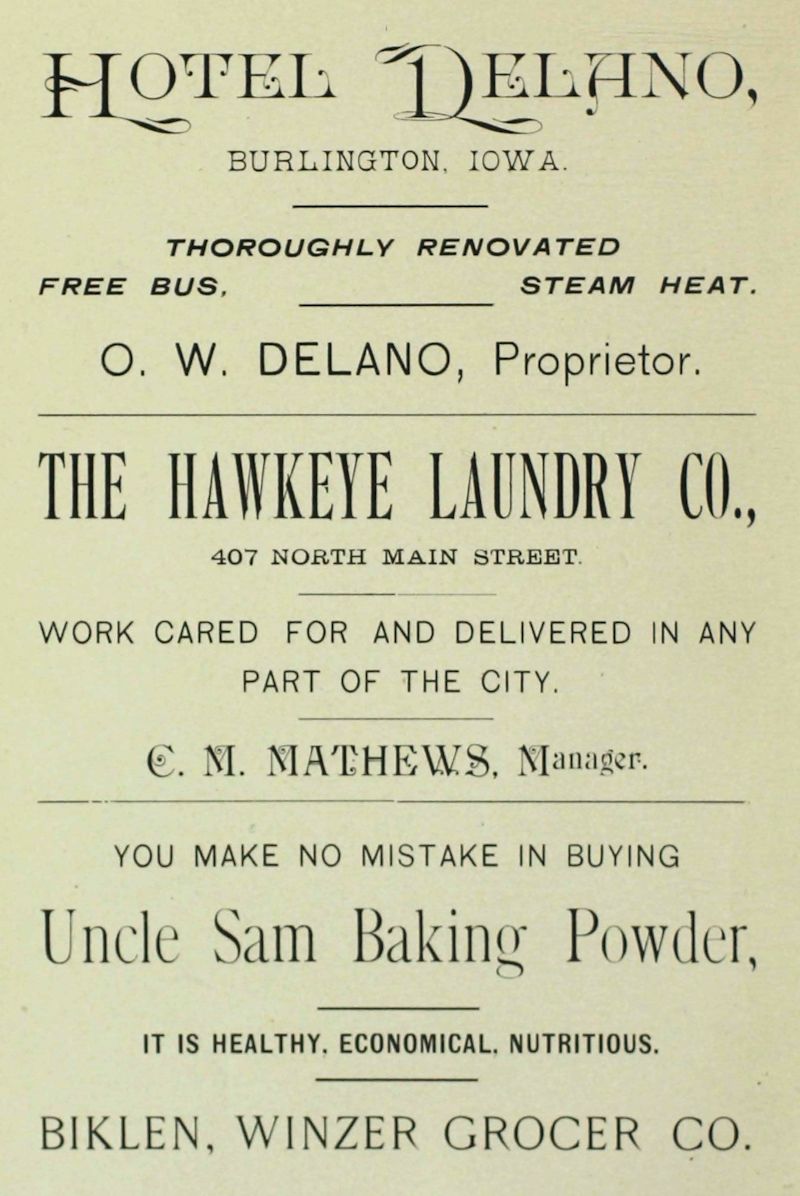 HOTEL DELANO,
BURLINGTON, IOWA.
THOROUGHLY RENOVATED
FREE BUS, STEAM HEAT.
O. W. DELANO, Proprietor.
THE HAWKEYE LAUNDRY CO.,
407 NORTH MAIN STREET.
WORK CARED FOR AND DELIVERED IN ANY
PART OF THE CITY.
C. M. MATHEWS, Manager.
YOU MAKE NO MISTAKE IN BUYING
Uncle Sam Baking Powder,
IT IS HEALTHY. ECONOMICAL. NUTRITIOUS.
BIKLEN, WINZER GROCER CO.